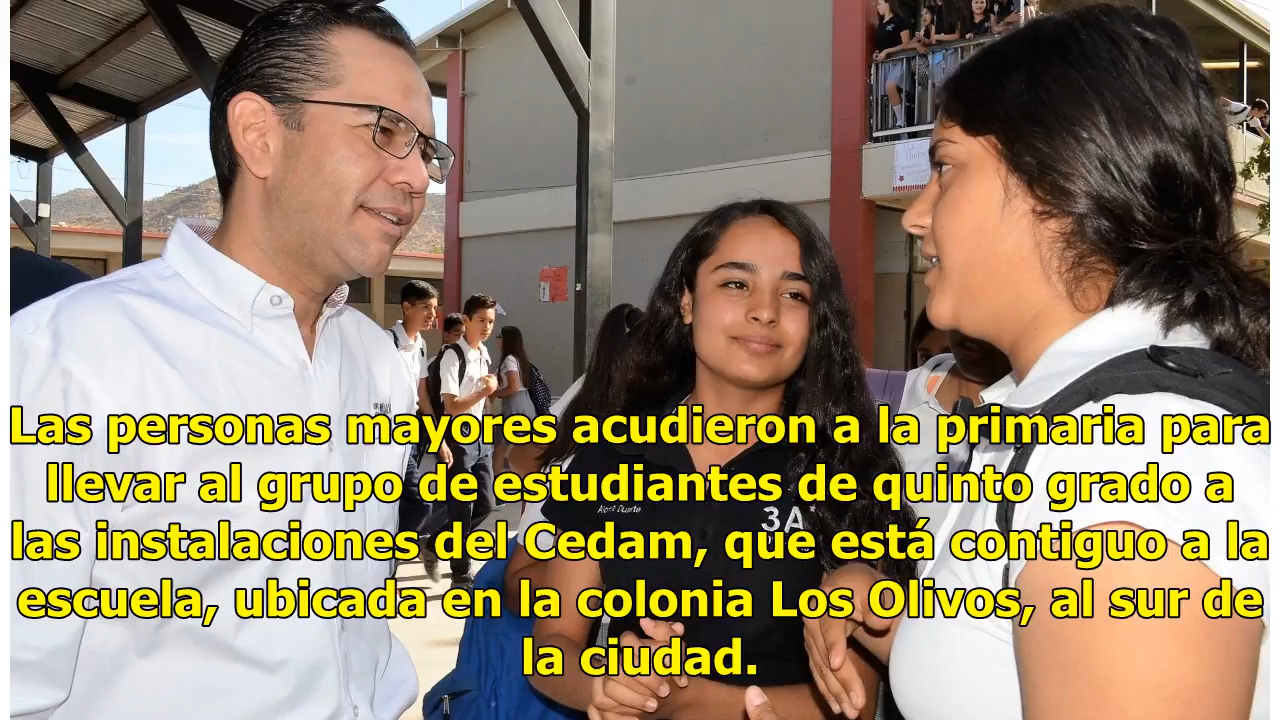 Las personas mayores acudieron a la primaria para
llevar al grupo de estudiantes de quinto grado a
las instalaciones del Cedam, que está contiguo a la
escuela, ubicada en la colonia Los Olivos, al sur de
la ciudad.
3A